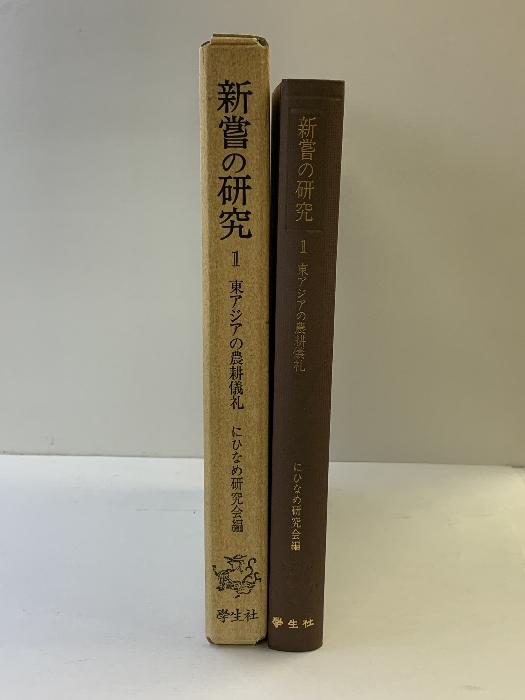 新嘗の研究
1
東アジアの農耕儀礼
にひなめ研究会編
學生社
新嘗の研究
1
東アジアの農耕儀礼
にひなめ研究会編
學生社